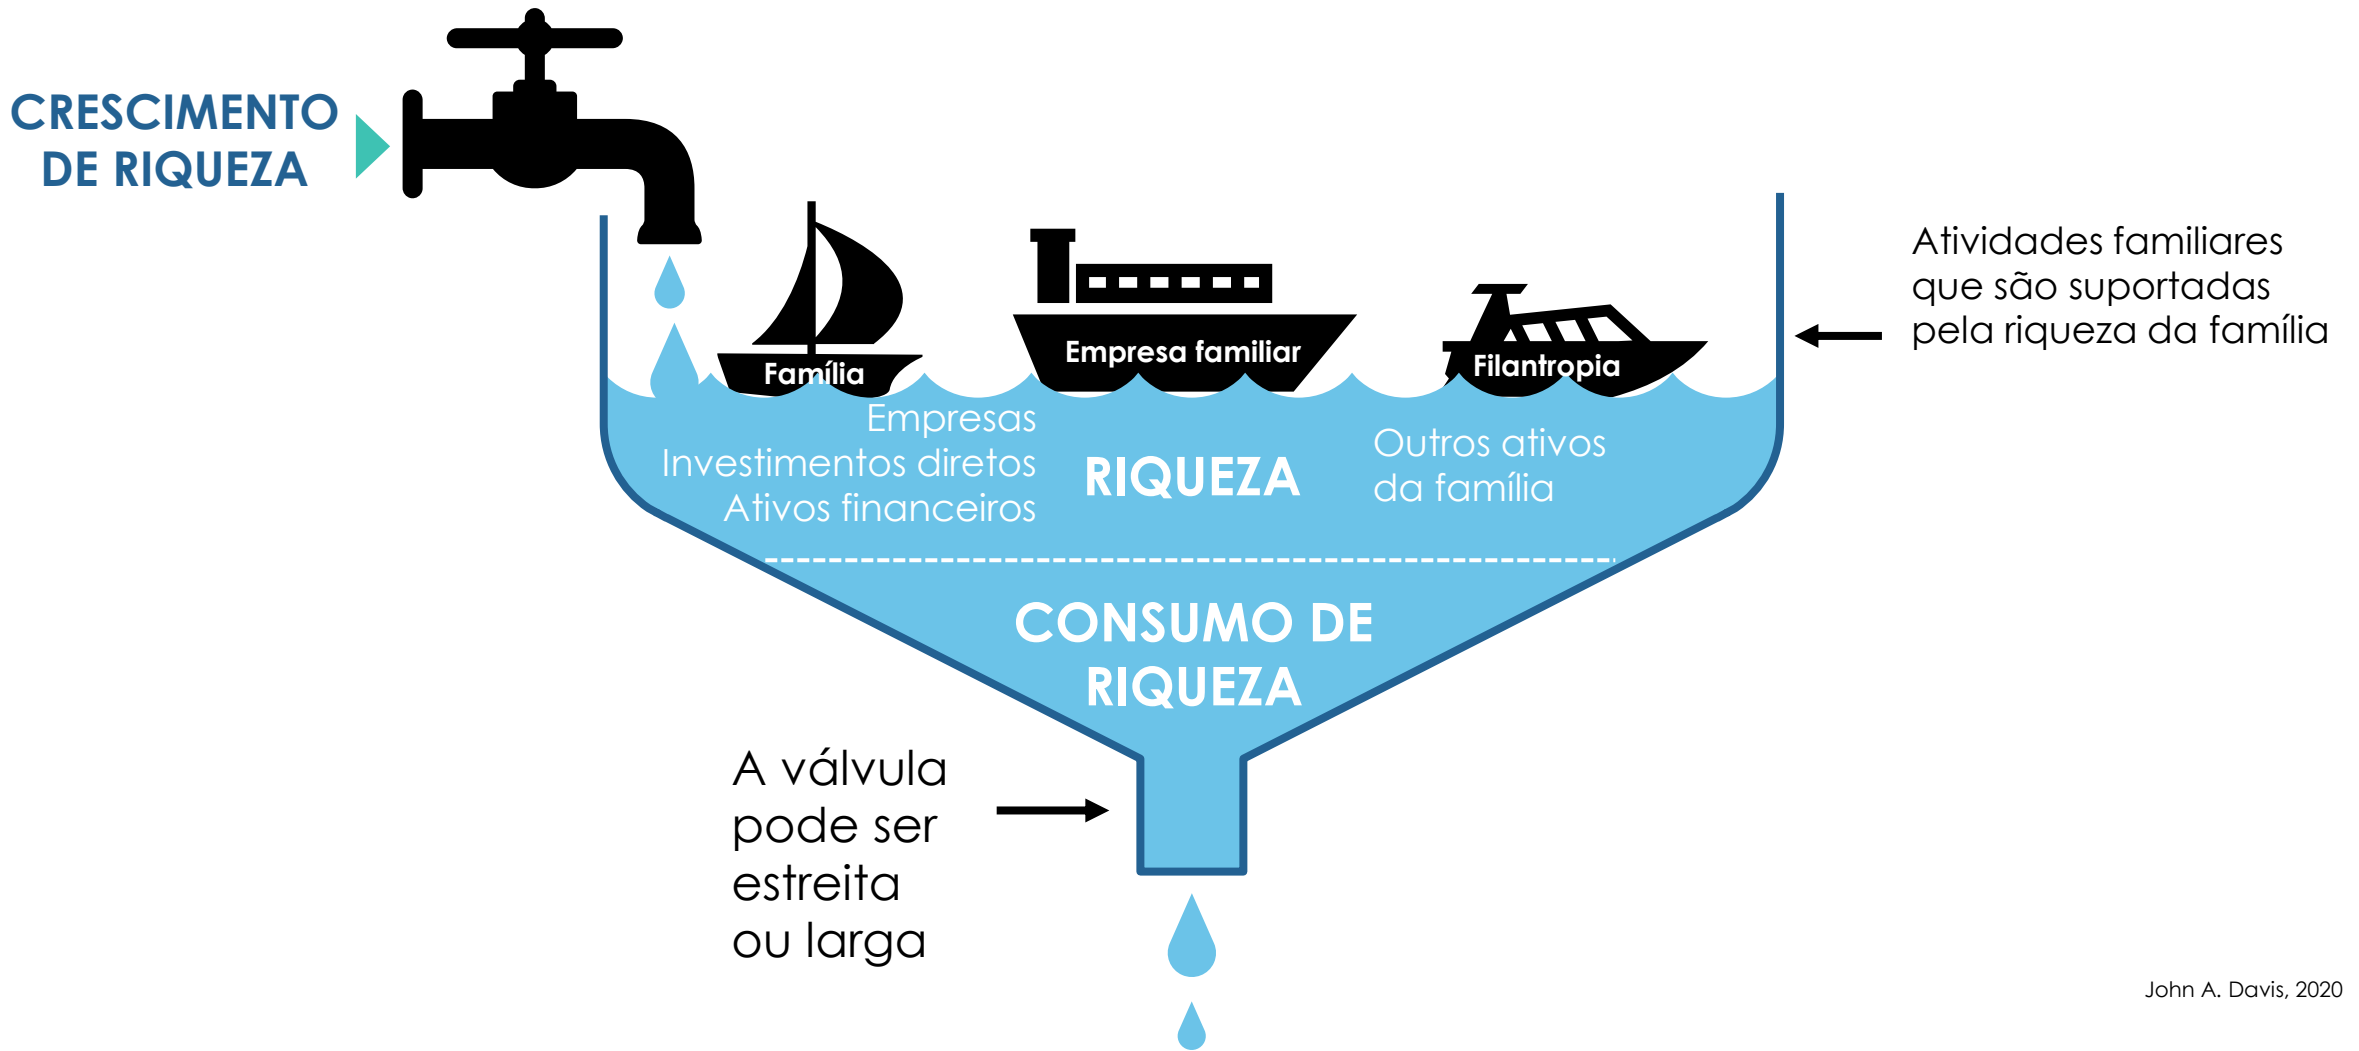 CRESCIMENTO
DE RIQUEZA
Atividades familiares
que são suportadas
pela riqueza da família
Família
Empresa familiar
Filantropia
Empresas
Investimentos diretos
Ativos financeiros
RIQUEZA
Outros ativos
da família
CONSUMO DE
RIQUEZA
A válvula
pode ser
estreita
ou larga
John A. Davis, 2020